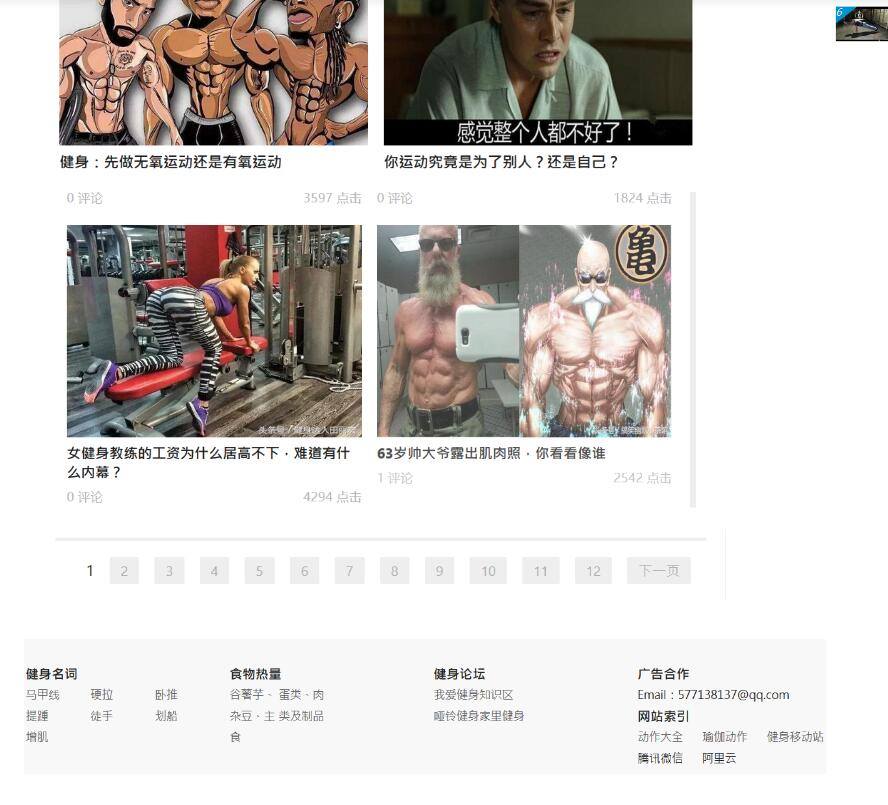 6
感觉整个人都不好了！
健身：先做无氧运动还是有氧运动
你运动究竟是为了别人？还是自己？
0 评论
3597 点击
0 评论
1824 点击
亀
女健身教练的工资为什么居高不下，难道有什
么内幕？
63岁帅大爷露出肌肉照，你看看像谁
0 评论
4294 点击
1 评论
2542 点击
1 2 3 4 5 6 7 8 9 10 11 12 下一页
健身名词
马甲线 硬拉 卧推
提踵 徒手 划船
增肌
食物热量
谷薯芋、 蛋类、肉
杂豆、主 类及制品
食
健身论坛
我爱健身知识区
哑铃健身家里健身
广告合作
Email：577138137@qq.com
网站索引
动作大全 瑜伽动作 健身移动站
腾讯微信 阿里云